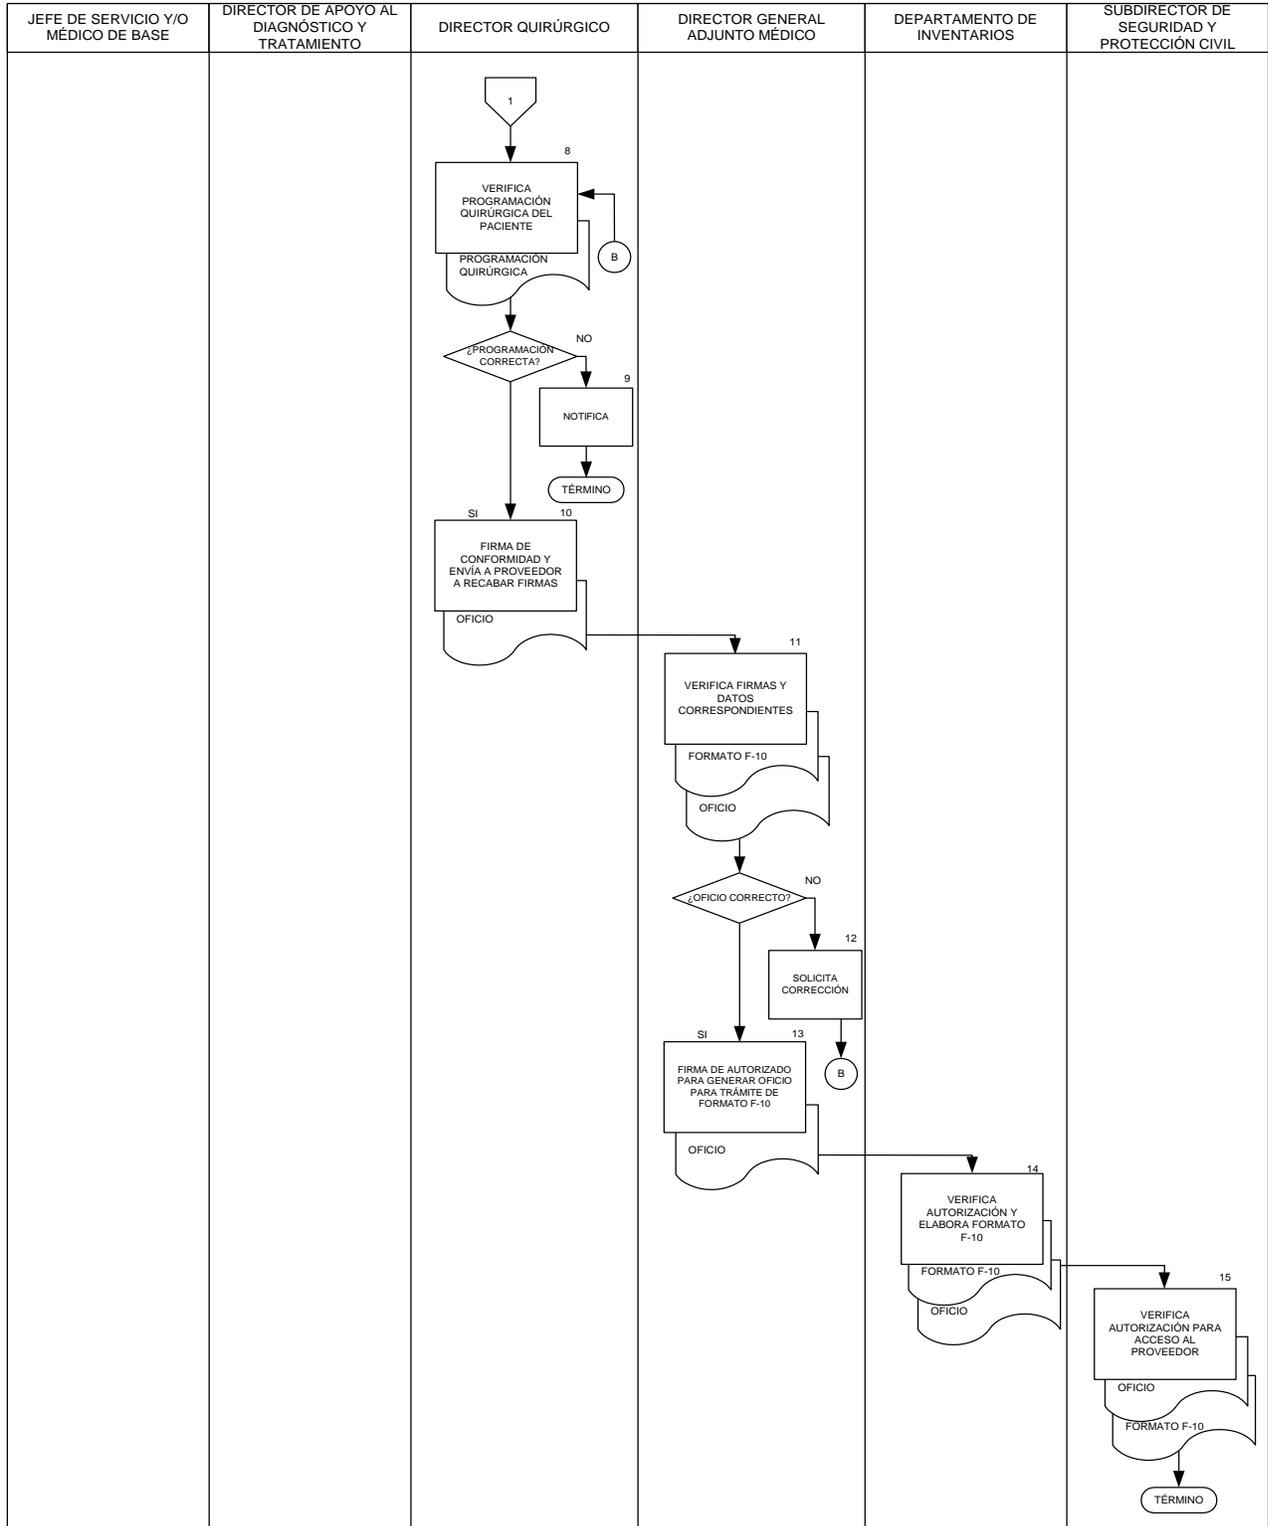 JEFE DE SERVICIO Y/O
MÉDICO DE BASE
DIRECTOR DE APOYO AL
DIAGNÓSTICO Y
TRATAMIENTO
DIRECTOR QUIRÚRGICO
DIRECTOR GENERAL
ADJUNTO MÉDICO
DEPARTAMENTO DE
INVENTARIOS
SUBDIRECTOR DE
SEGURIDAD Y
PROTECCIÓN CIVIL
1
8
VERIFICA
PROGRAMACIÓN
QUIRÚRGICA DEL
PACIENTE
B
PROGRAMACIÓN
QUIRÚRGICA
¿PROGRAMACIÓN
CORRECTA?
NO
9
NOTIFICA
TÉRMINO
SI
10
FIRMA DE
CONFORMIDAD Y
ENVÍA A PROVEEDOR
A RECABAR FIRMAS
OFICIO
11
VERIFICA FIRMAS Y
DATOS
CORRESPONDIENTES
FORMATO F-10
OFICIO
¿OFICIO CORRECTO?
NO
12
SOLICITA
CORRECCIÓN
B
SI
13
FIRMA DE AUTORIZADO
PARA GENERAR OFICIO
PARA TRÁMITE DE
FORMATO F-10
OFICIO
14
VERIFICA
AUTORIZACIÓN Y
ELABORA FORMATO
F-10
FORMATO F-10
OFICIO
15
VERIFICA
AUTORIZACIÓN PARA
ACCESO AL
PROVEEDOR
OFICIO
FORMATO F-10
TÉRMINO